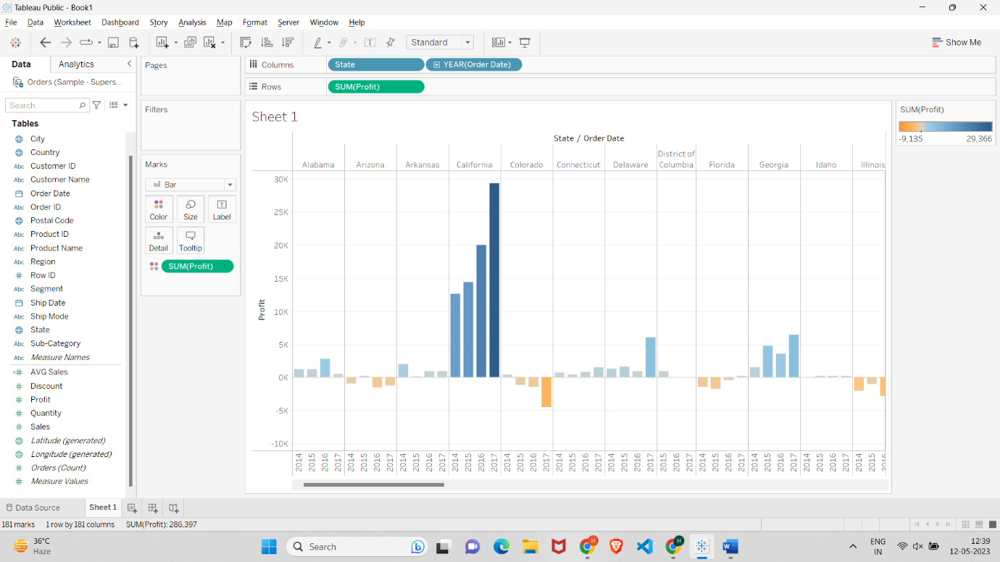 Tableau Public - Book1
File Data Worksheet Dashboard Story Analysis Map Format Server Window Help
Standard
Show Me
Data Analytics
Orders (Sample - Supers...
Search
Tables
City
Country
Abc Customer ID
Abc Customer Name
Order Date
Abc Order ID
Postal Code
Abc Product ID
Abc Product Name
Abc Region
# Row ID
Abc Segment
Ship Date
Abc Ship Mode
State
Abc Sub-Category
Abc Measure Names
=# AVG Sales
# Discount
# Profit
# Quantity
# Sales
Latitude (generated)
Longitude (generated)
# Orders (Count)
# Measure Values
Pages
Filters
Marks
Bar
Color Size Label
Detail Tooltip
SUM(Profit)
Columns State YEAR(Order Date)
Rows SUM(Profit)
Sheet 1
State / Order Date
Alabama Arizona Arkansas California Colorado Connecticut Delaware District of Columbia Florida Georgia Idaho Illinois
Profit
30K
25K
20K
15K
10K
5K
0K
-5K
-10K
2014 2015 2016 2017 2014 2015 2016 2017 2014 2015 2016 2017 2014 2015 2016 2017 2014 2015 2016 2017 2014 2015 2016 2017 2014 2015 2016 2017 2015 2016 2017 2014 2015 2016 2017 2014 2015 2016 2017 2014 2015 2016 2017 2014 2015 2016
SUM(Profit)
-9,135 29,366
Data Source Sheet 1
181 marks 1 row by 181 columns SUM(Profit): 286,397
36°C
Haze
Search
H
H
W
ENG
IN
12:39
12-05-2023